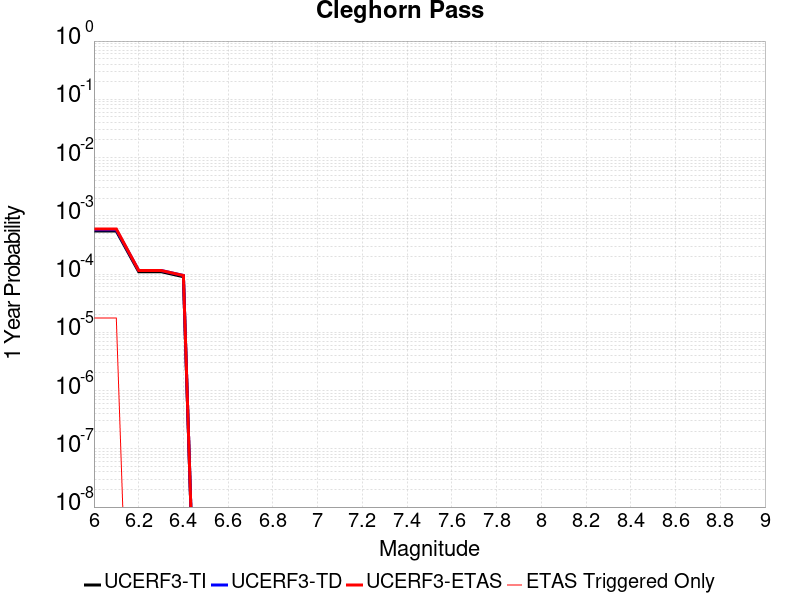 Cleghorn Pass
10^0
10^-1
10^-2
10^-3
10^-4
10^-5
10^-6
10^-7
10^-8
1 Year Probability
6 6.2 6.4 6.6 6.8 7 7.2 7.4 7.6 7.8 8 8.2 8.4 8.6 8.8 9
Magnitude
UCERF3-TI UCERF3-TD UCERF3-ETAS ETAS Triggered Only